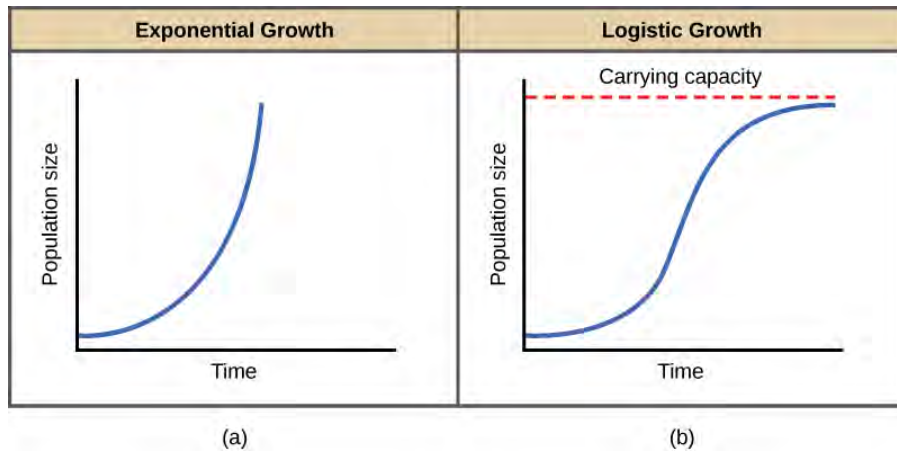 Exponential Growth
Logistic Growth
Population size
Time
Carrying capacity
Population size
Time
(a)
(b)